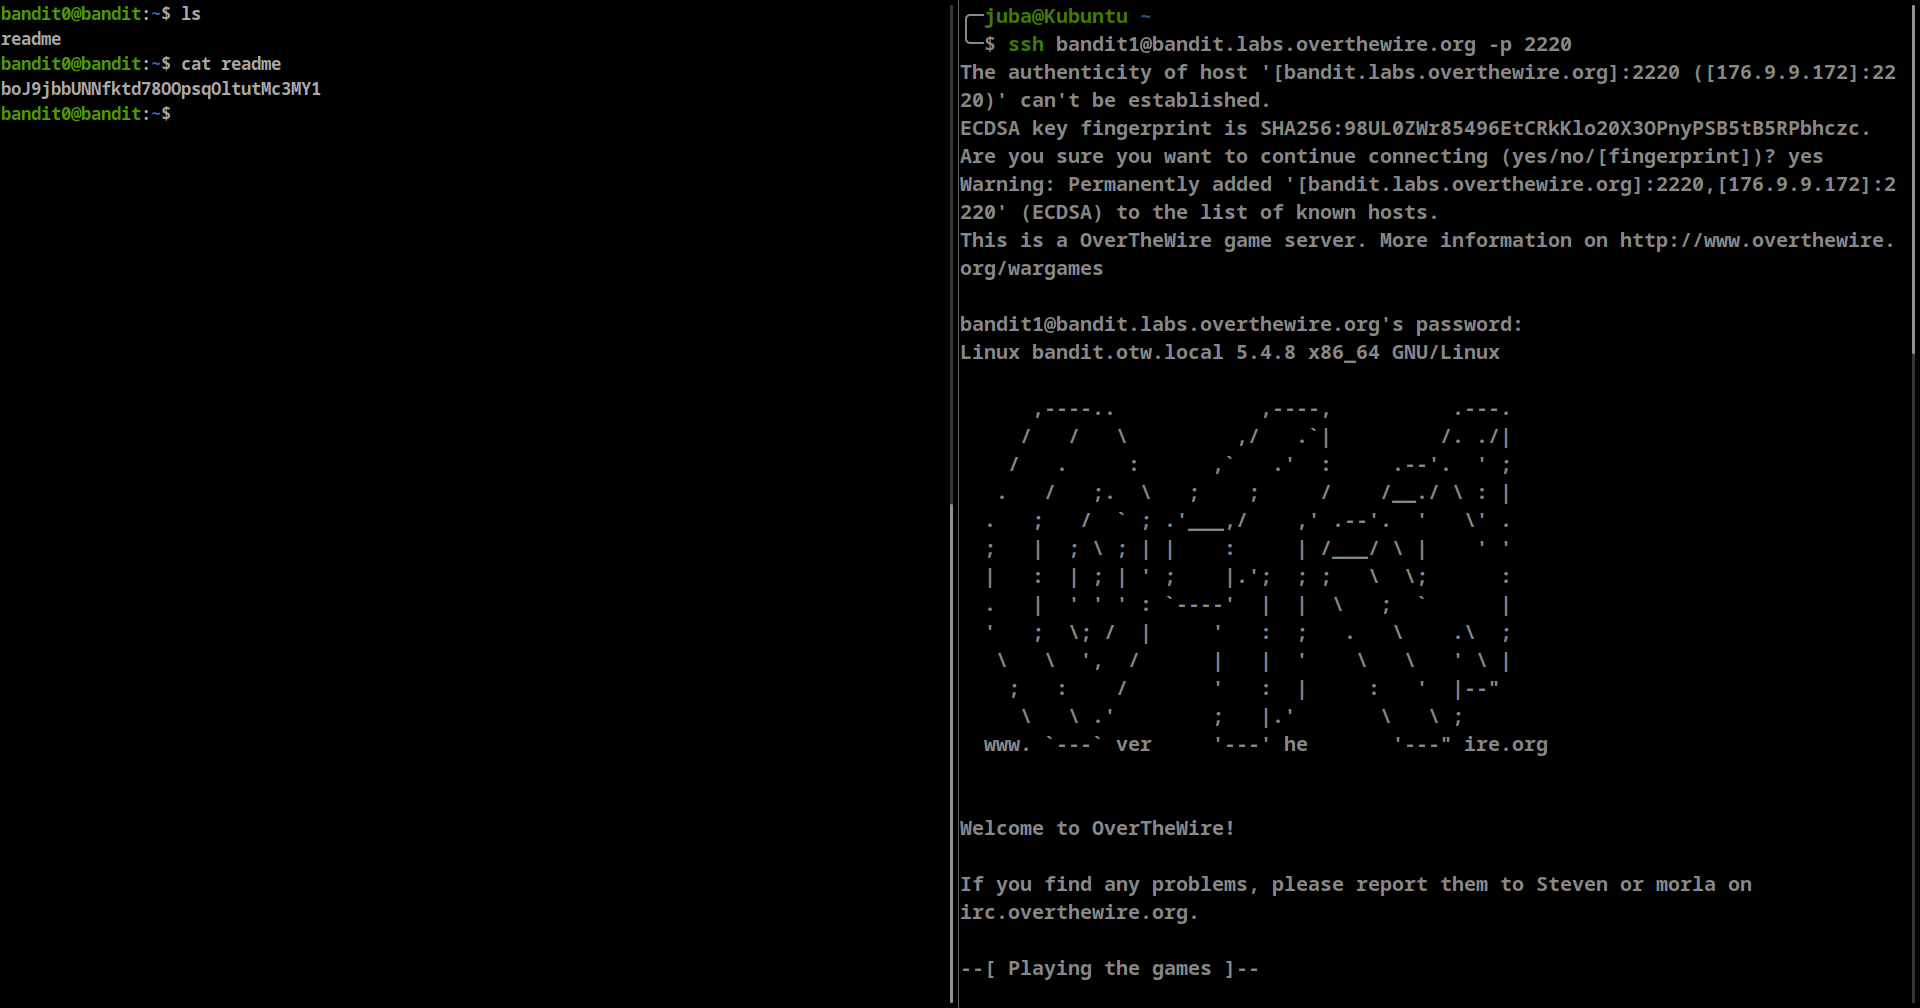 bandit0@bandit:~$ ls
readme
bandit0@bandit:~$ cat readme
boJ9jbbUNNfktd78OOpsqOltutMc3MY1
bandit0@bandit:~$
juba@Kubuntu ~
$ ssh bandit1@bandit.labs.overthewire.org -p 2220
The authenticity of host '[bandit.labs.overthewire.org]:2220 ([176.9.9.172]:22
20)' can't be established.
ECDSA key fingerprint is SHA256:98UL0ZWr85496EtCRkKlo20X3OPnyPSB5tB5RPbhczc.
Are you sure you want to continue connecting (yes/no/[fingerprint])? yes
Warning: Permanently added '[bandit.labs.overthewire.org]:2220,[176.9.9.172]:2
220' (ECDSA) to the list of known hosts.
This is a OverTheWire game server. More information on http://www.overthewire.
org/wargames
bandit1@bandit.labs.overthewire.org's password:
Linux bandit.otw.local 5.4.8 x86_64 GNU/Linux
www. `---` ver '---' he '---" ire.org
Welcome to OverTheWire!
If you find any problems, please report them to Steven or morla on
irc.overthewire.org.
--[ Playing the games ]--